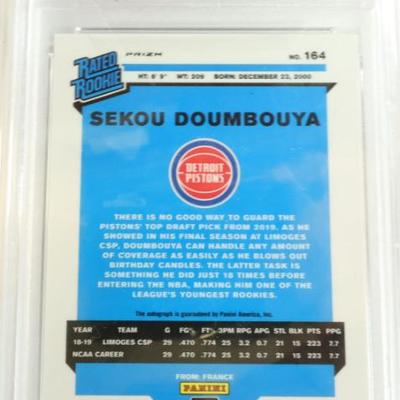 PRIZM
NO. 164
RATED
ROOKIE
HT: 6' 9" WT: 209 BORN: DECEMBER 23, 2000
SEKOU DOUMBOUYA
DETROIT
PISTONS
THERE IS NO GOOD WAY TO GUARD THE
PISTONS' TOP DRAFT PICK FROM 2019. AS HE
SHOWED IN HIS FINAL SEASON AT LIMOGES
CSP, DOUMBOUYA CAN HANDLE ANY AMOUNT
OF COVERAGE AS EASILY AS HE BLOWS OUT
BIRTHDAY CANDLES. THE LATTER TASK IS
SOMETHING HE DID JUST 18 TIMES BEFORE
ENTERING THE NBA, MAKING HIM ONE OF THE
LEAGUE'S YOUNGEST ROOKIES.
The autograph is guaranteed by Panini America, Inc.
YEAR TEAM G FG% FT% 3PM RPG APG STL BLK PTS PPG
18-19 LIMOGES CSP 29 .470 .774 25 3.2 0.7 21 15 223 7.7
NCAA CAREER 29 .470 .774 25 3.2 0.7 21 15 223 7.7
FROM: FRANCE
PANINI